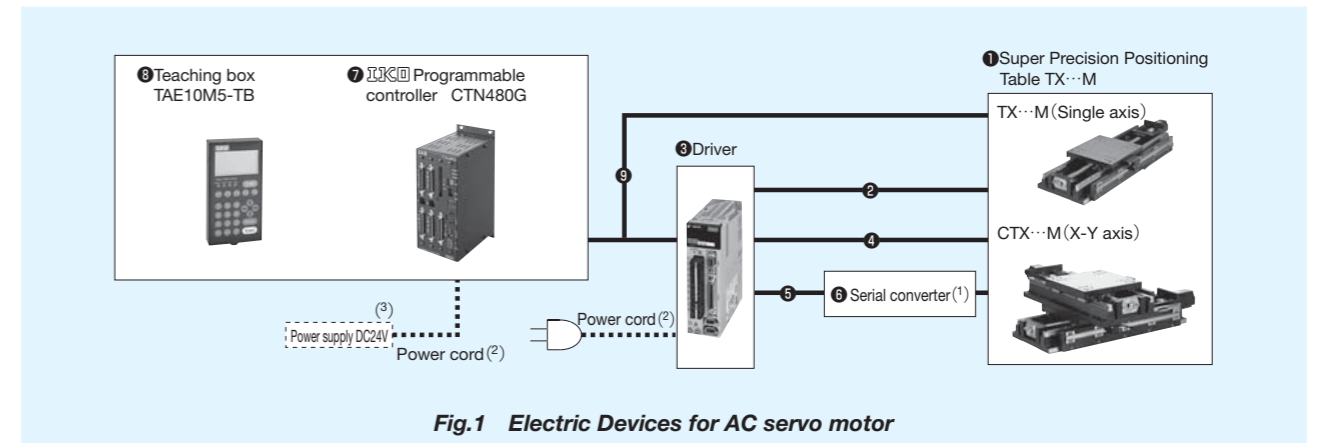 ❽Teaching box
TAE10M5-TB
❼IKO Programmable
controller CTN480G
❶Super Precision Positioning
Table TX···M
TX···M(Single axis)
❸Driver
❾
❷
❹
CTX···M(X-Y axis)
❺
❻ Serial converter(1)
(3)
Power supply DC24V
Power cord(2)
Power cord(2)
Fig.1 Electric Devices for AC servo motor